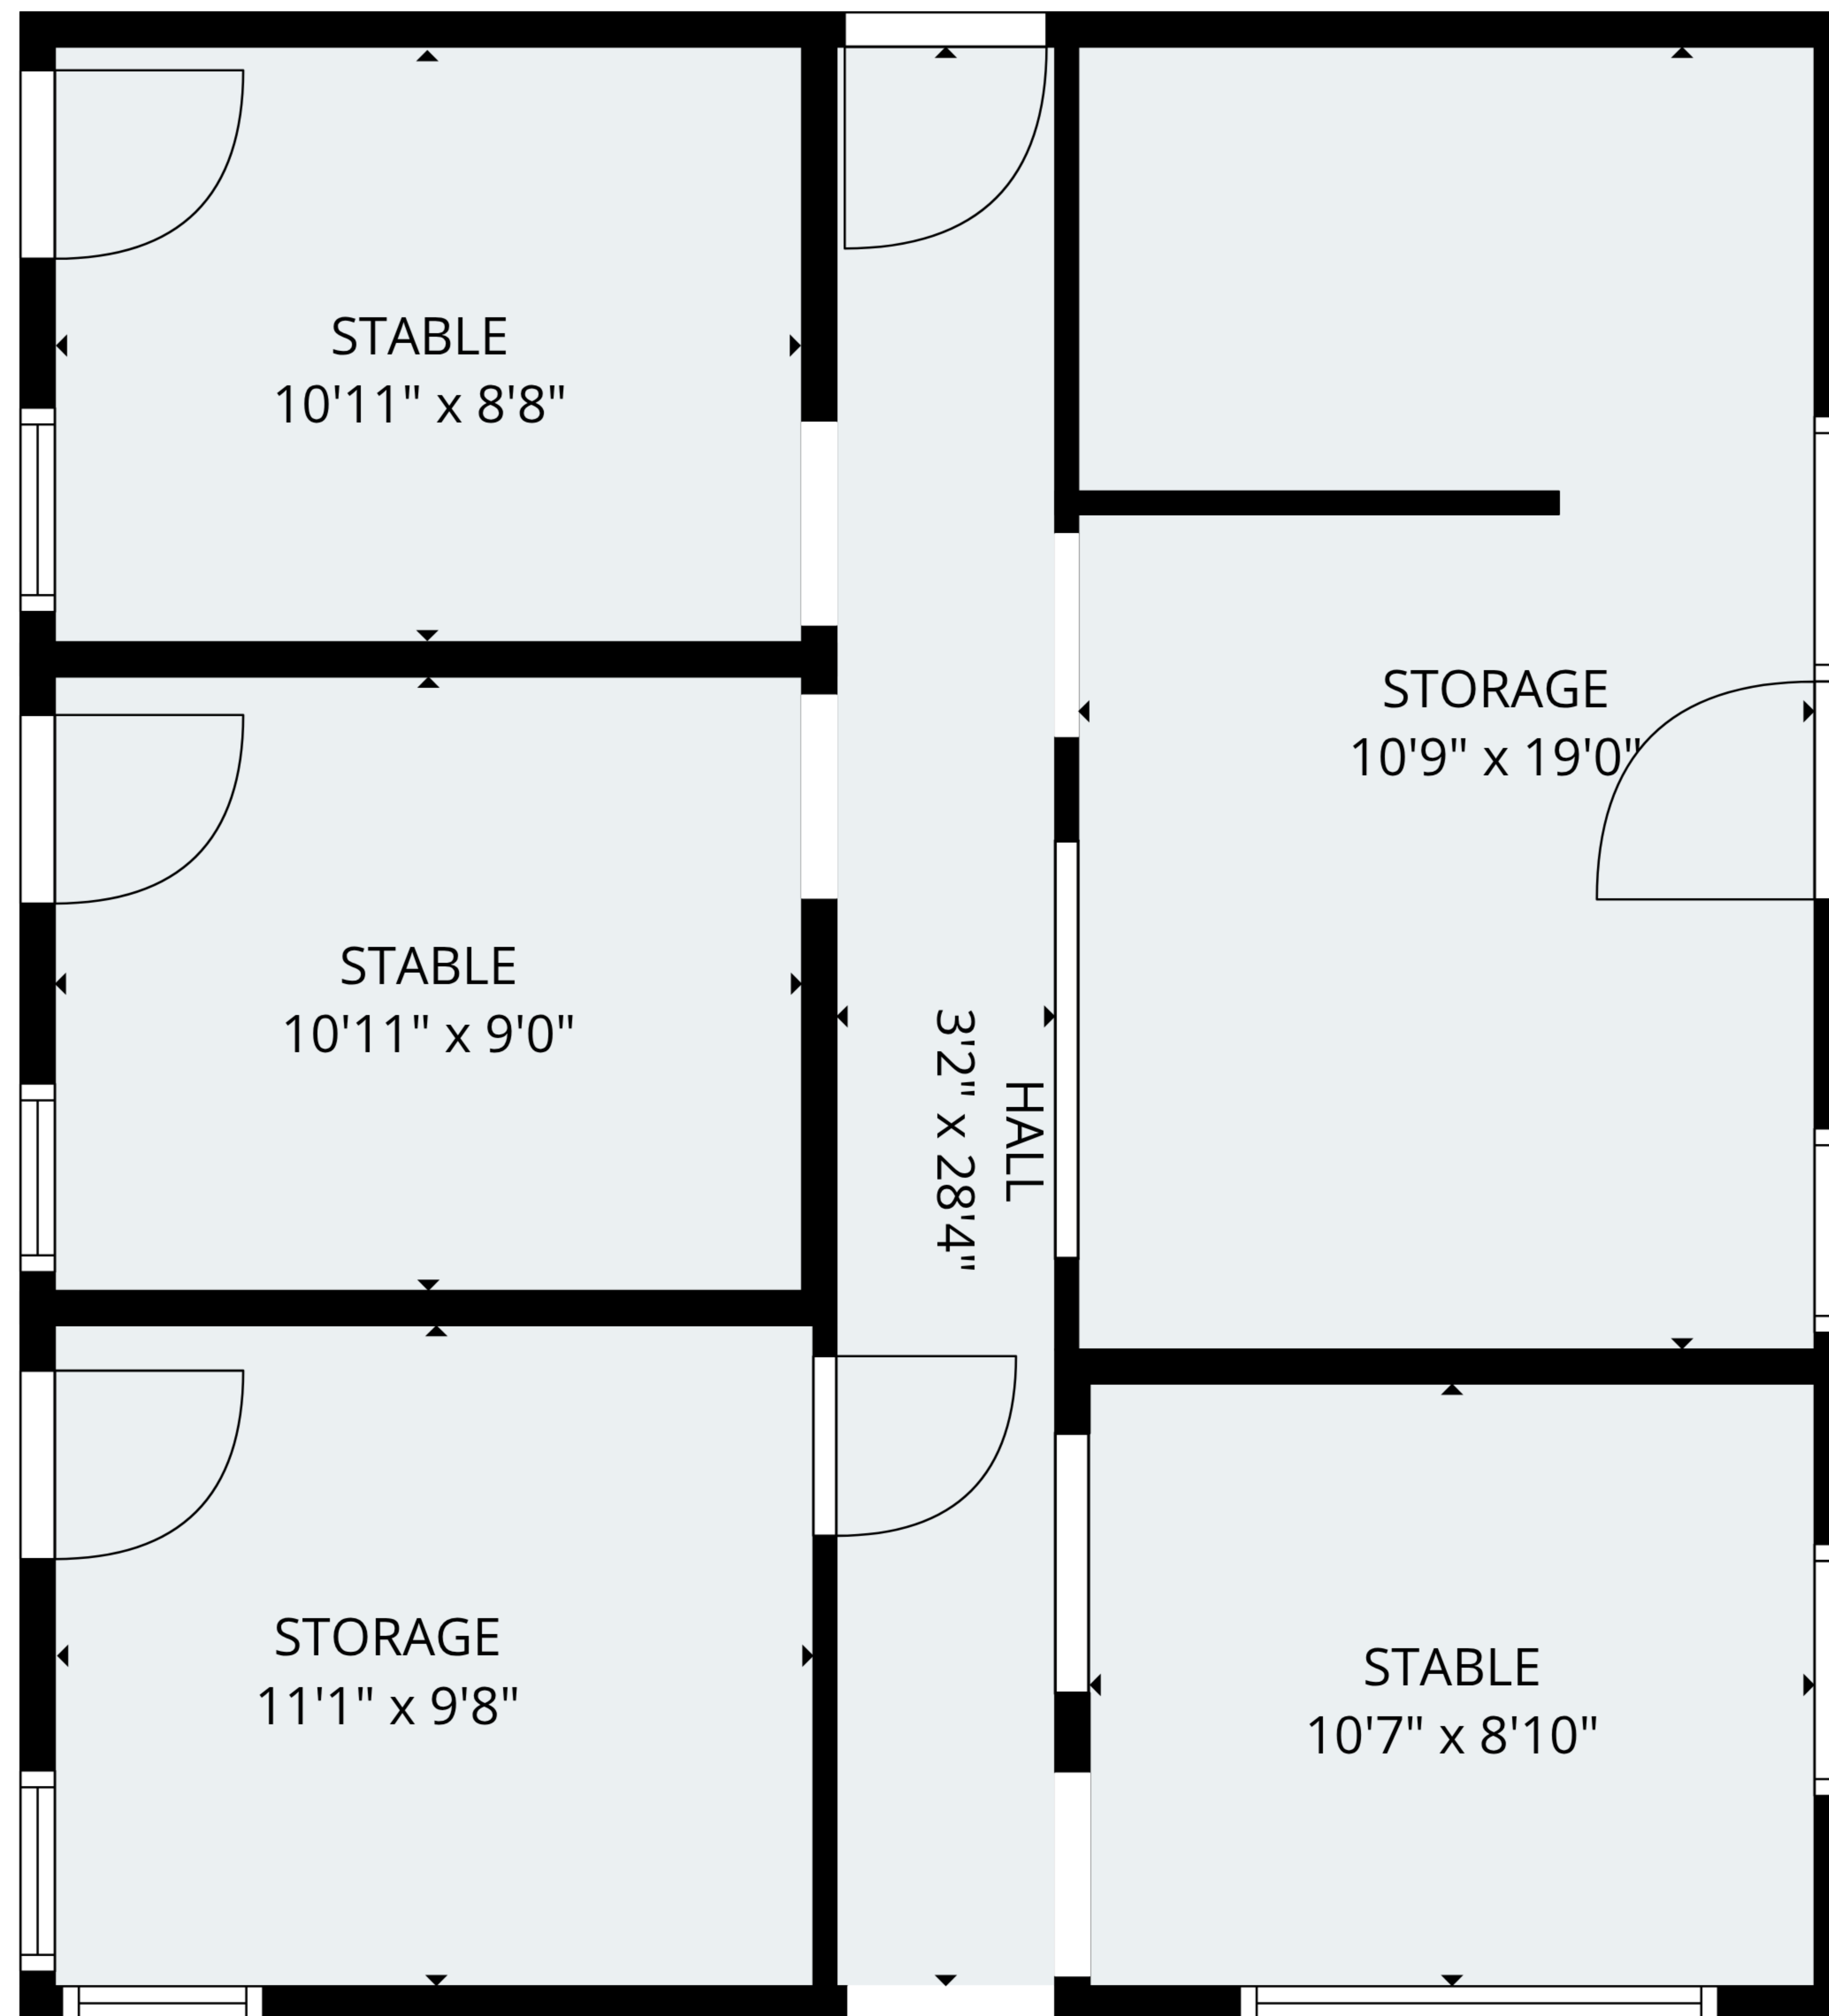 STABLE
10'11" x 8'8"
STORAGE
10'9" x 19'0"
STABLE
10'11" x 9'0"
HALL
3'2" x 28'4"
STORAGE
11'1" x 9'8"
STABLE
10'7" x 8'10"